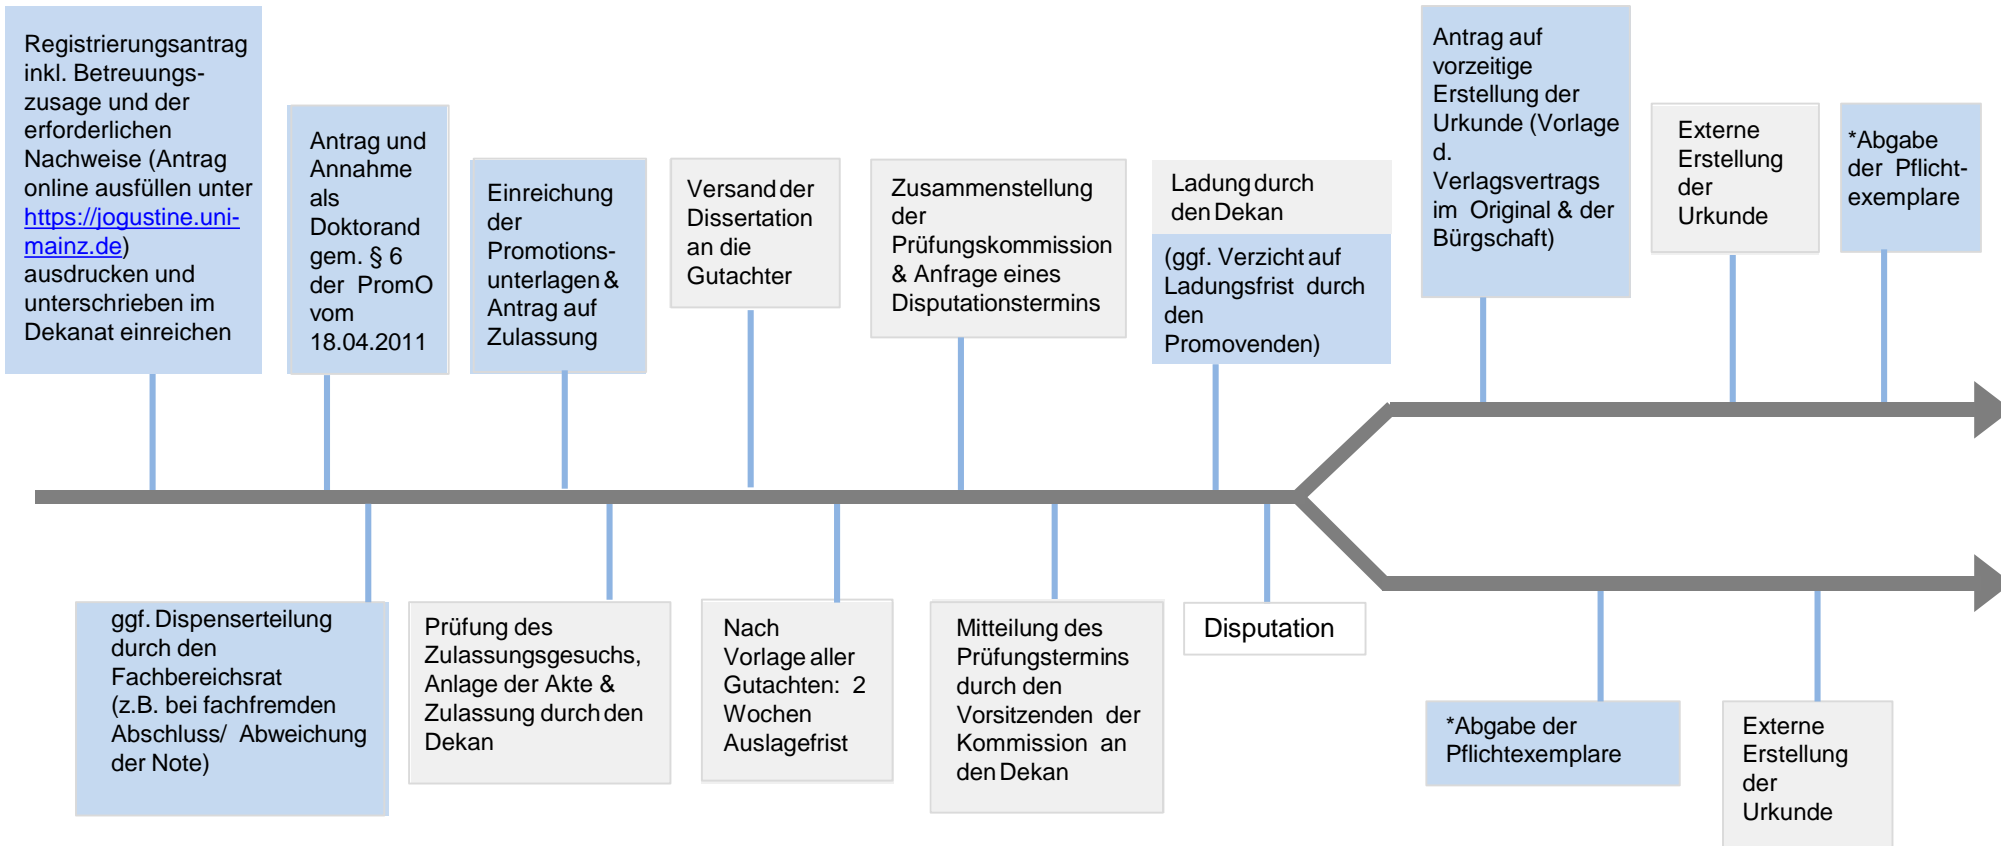 Registrierungsantrag
inkl. Betreuungs-
zusage und der
erforderlichen
Nachweise (Antrag
online ausfüllen unter
https://jogustine.uni-
mainz.de)
ausdrucken und
unterschrieben im
Dekanat einreichen
Antrag und
Annahme
als
Doktorand
gem. § 6
der PromO
vom
18.04.2011
Einreichung
der
Promotions-
unterlagen &
Antrag auf
Zulassung
Versand der
Dissertation
an die
Gutachter
Zusammenstellung
der
Prüfungskommission
& Anfrage eines
Disputationstermins
Ladung durch
den Dekan
(ggf. Verzicht auf
Ladungsfrist durch
den
Promovenden)
Antrag auf
vorzeitige
Erstellung der
Urkunde (Vorlage
d.
Verlagsvertrags
im Original & der
Bürgschaft)
Externe
Erstellung
der
Urkunde
*Abgabe
der Pflicht-
exemplare
ggf. Dispenserteilung
durch den
Fachbereichsrat
(z.B. bei fachfremden
Abschluss/ Abweichung
der Note)
Prüfung des
Zulassungsgesuchs,
Anlage der Akte &
Zulassung durch den
Dekan
Nach
Vorlage aller
Gutachten: 2
Wochen
Auslagefrist
Mitteilung des
Prüfungstermins
durch den
Vorsitzenden der
Kommission an
den Dekan
Disputation
*Abgabe der
Pflichtexemplare
Externe
Erstellung
der
Urkunde